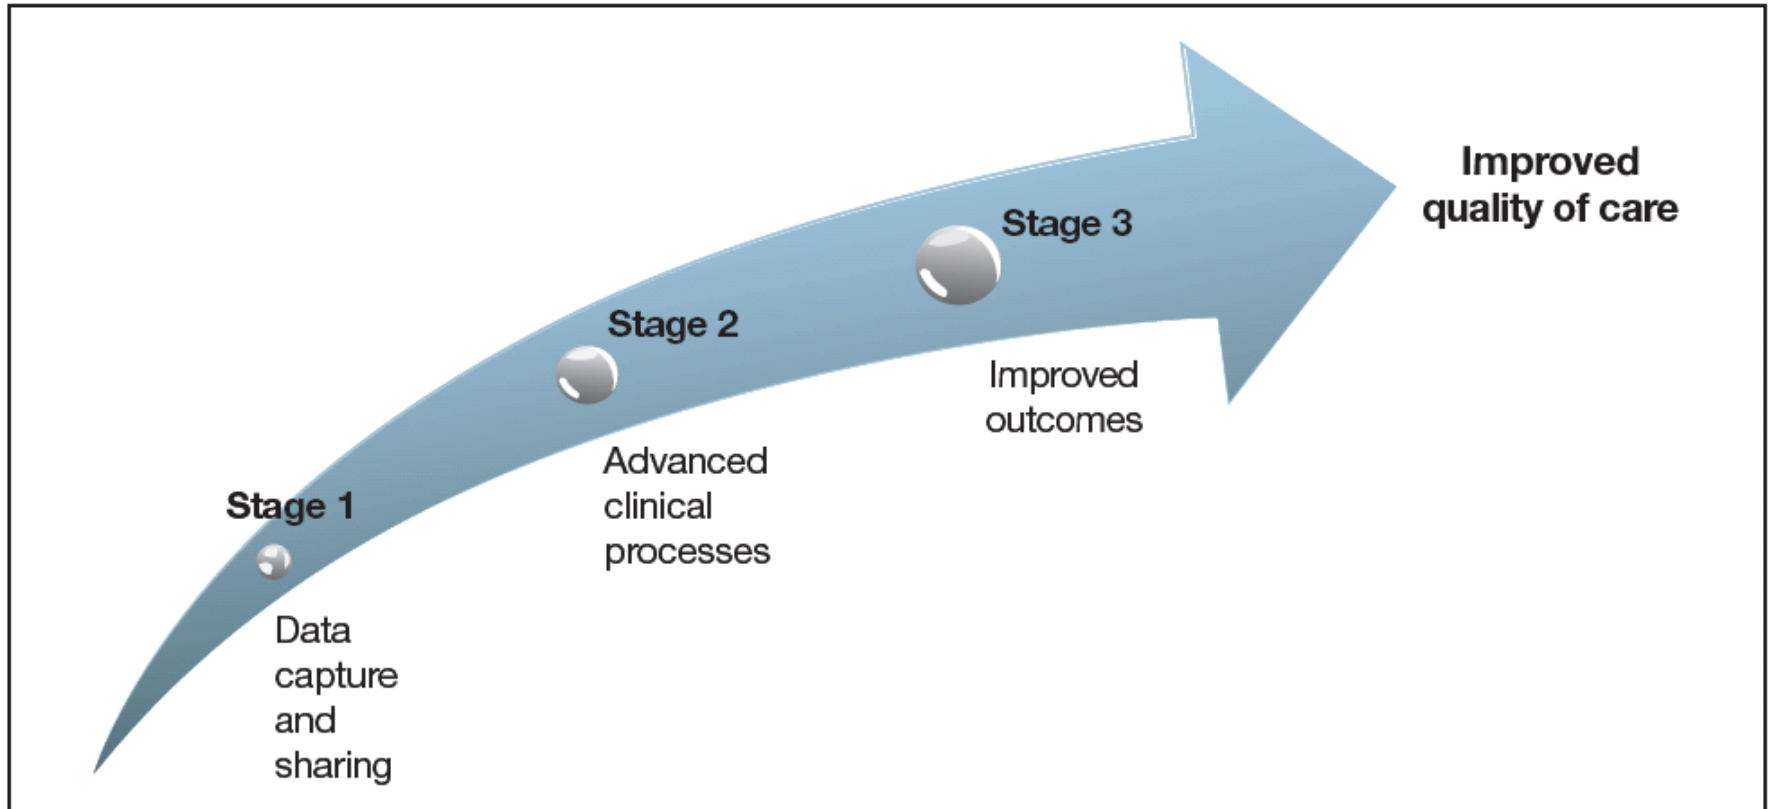 Stage 1
Data
capture
and
sharing
Stage 2
Advanced
clinical
processes
Stage 3
Improved
outcomes
Improved
quality of care